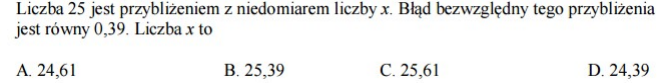 Liczba 25 jest przybliżeniem z niedomiarem liczby x. Błąd bezwzględny tego przybliżenia
jest równy 0,39. Liczba x to
A. 24,61 B. 25,39 C. 25,61 D. 24,39